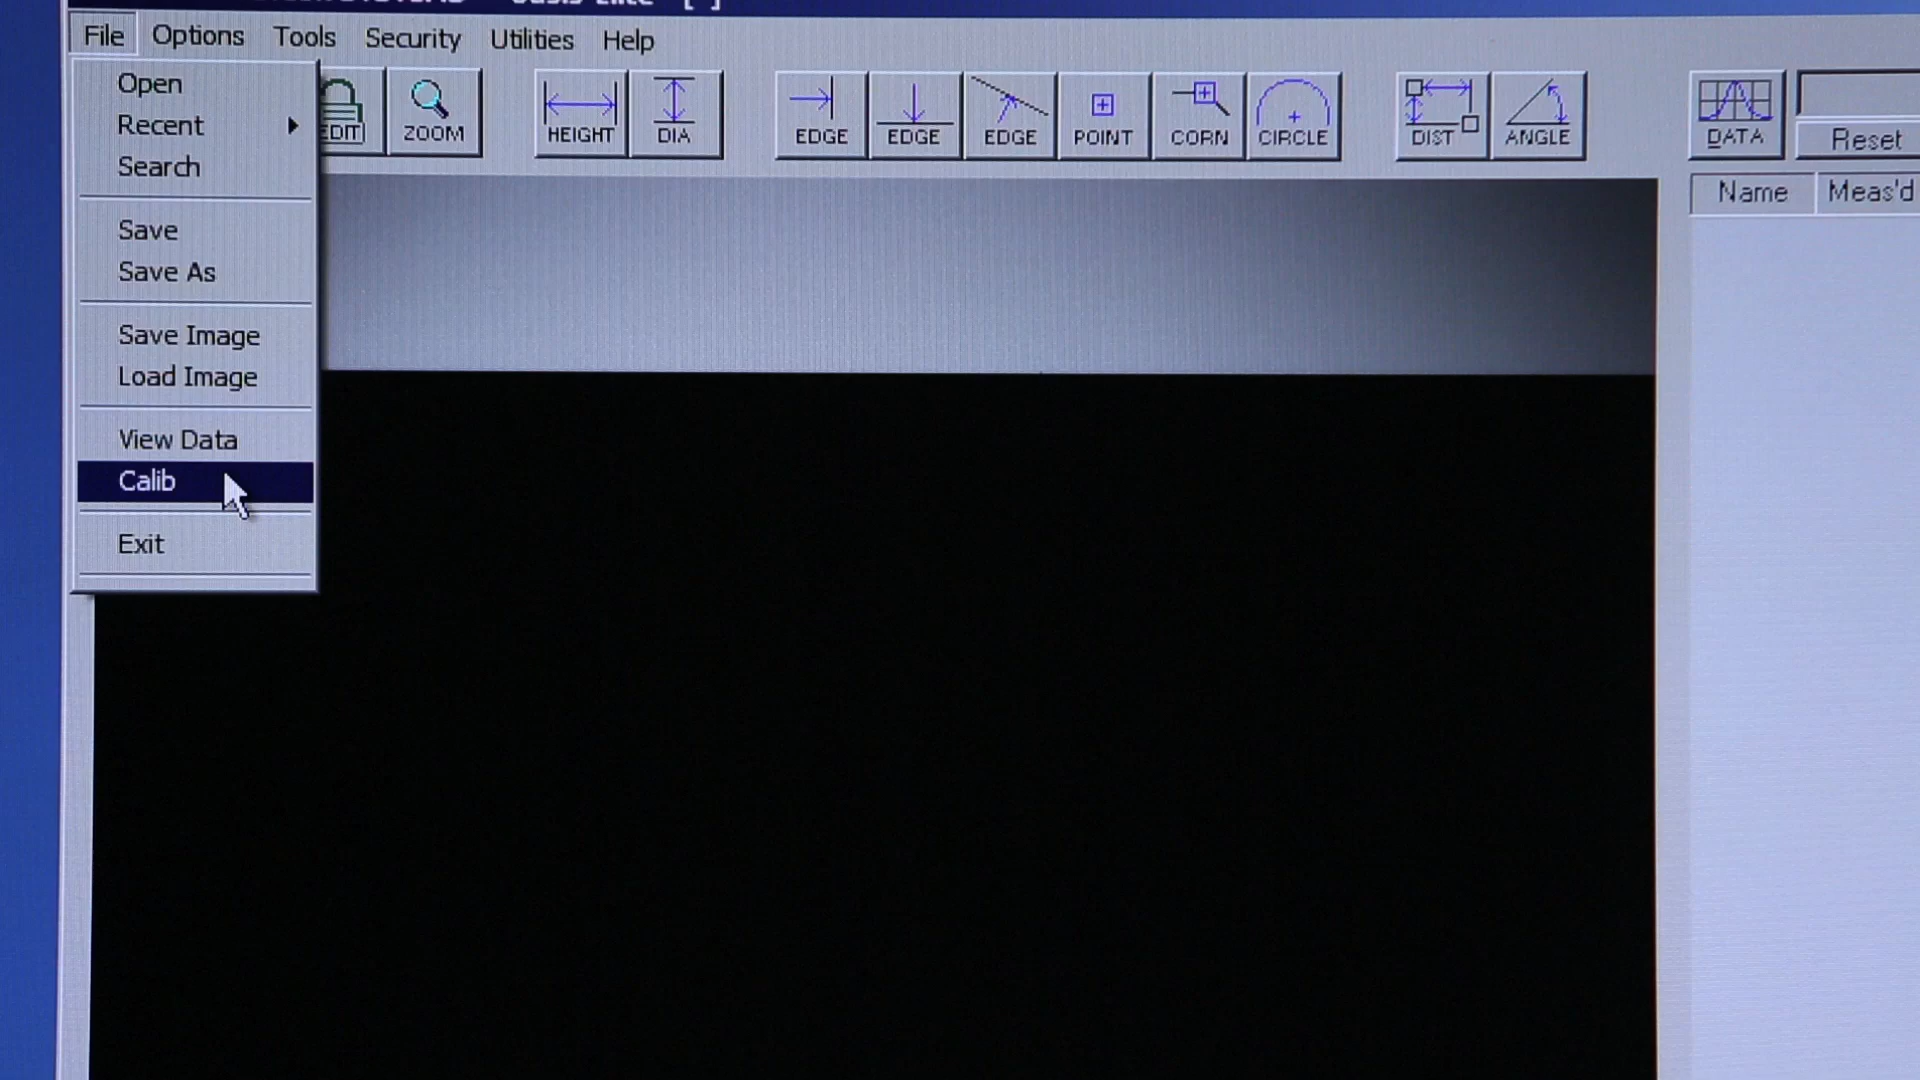 File Options Tools Security Utilities Help
Open
Recent
Search
Save
Save As
Save Image
Load Image
View Data
Calib
Exit
EDIT
ZOOM
HEIGHT
DIA
EDGE
EDGE
EDGE
POINT
CORN
CIRCLE
DIST
ANGLE
DATA
Reset
Name Meas'd